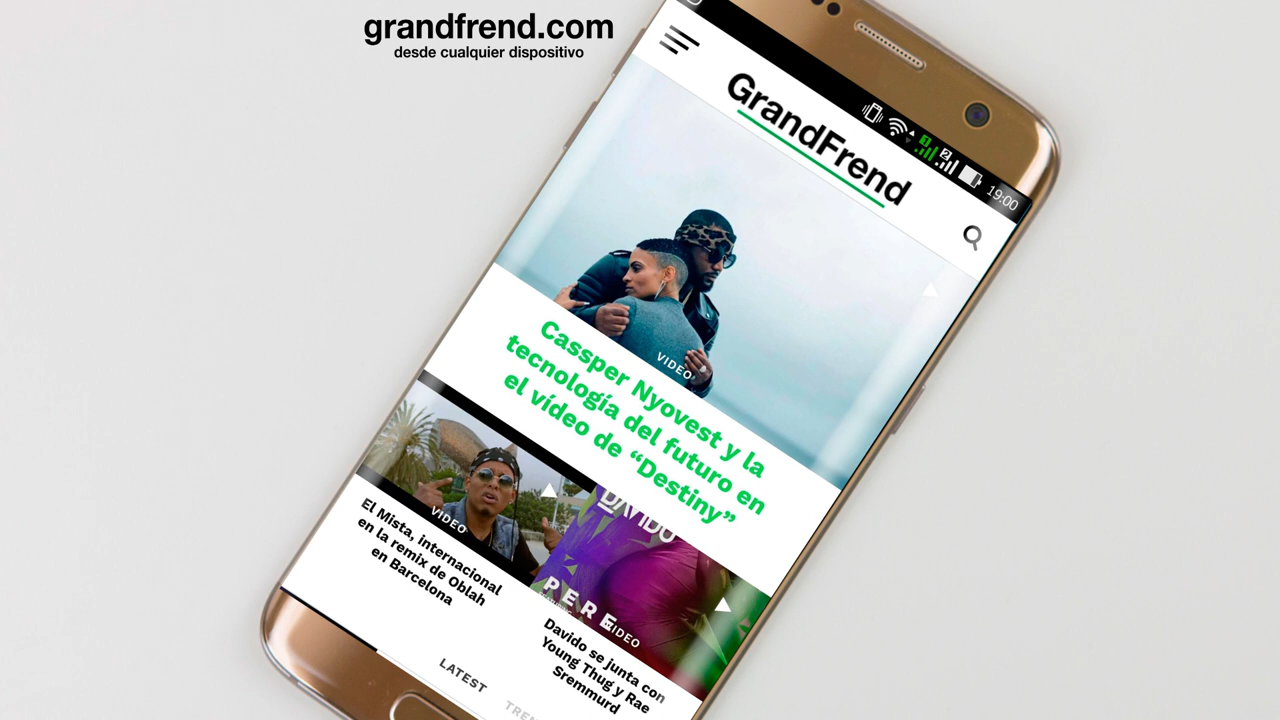 grandfrend.com
desde cualquier dispositivo
19:00
GrandFrend
VIDEO
Cassper Nyovest y la
tecnología del futuro en
el vídeo de “Destiny”
VIDEO
El Mista, internacional
en la remix de Oblah
en Barcelona
DAVIDO
PERE
VIDEO
Davido se junta con
Young Thug y Rae
Sremmurd
LATEST